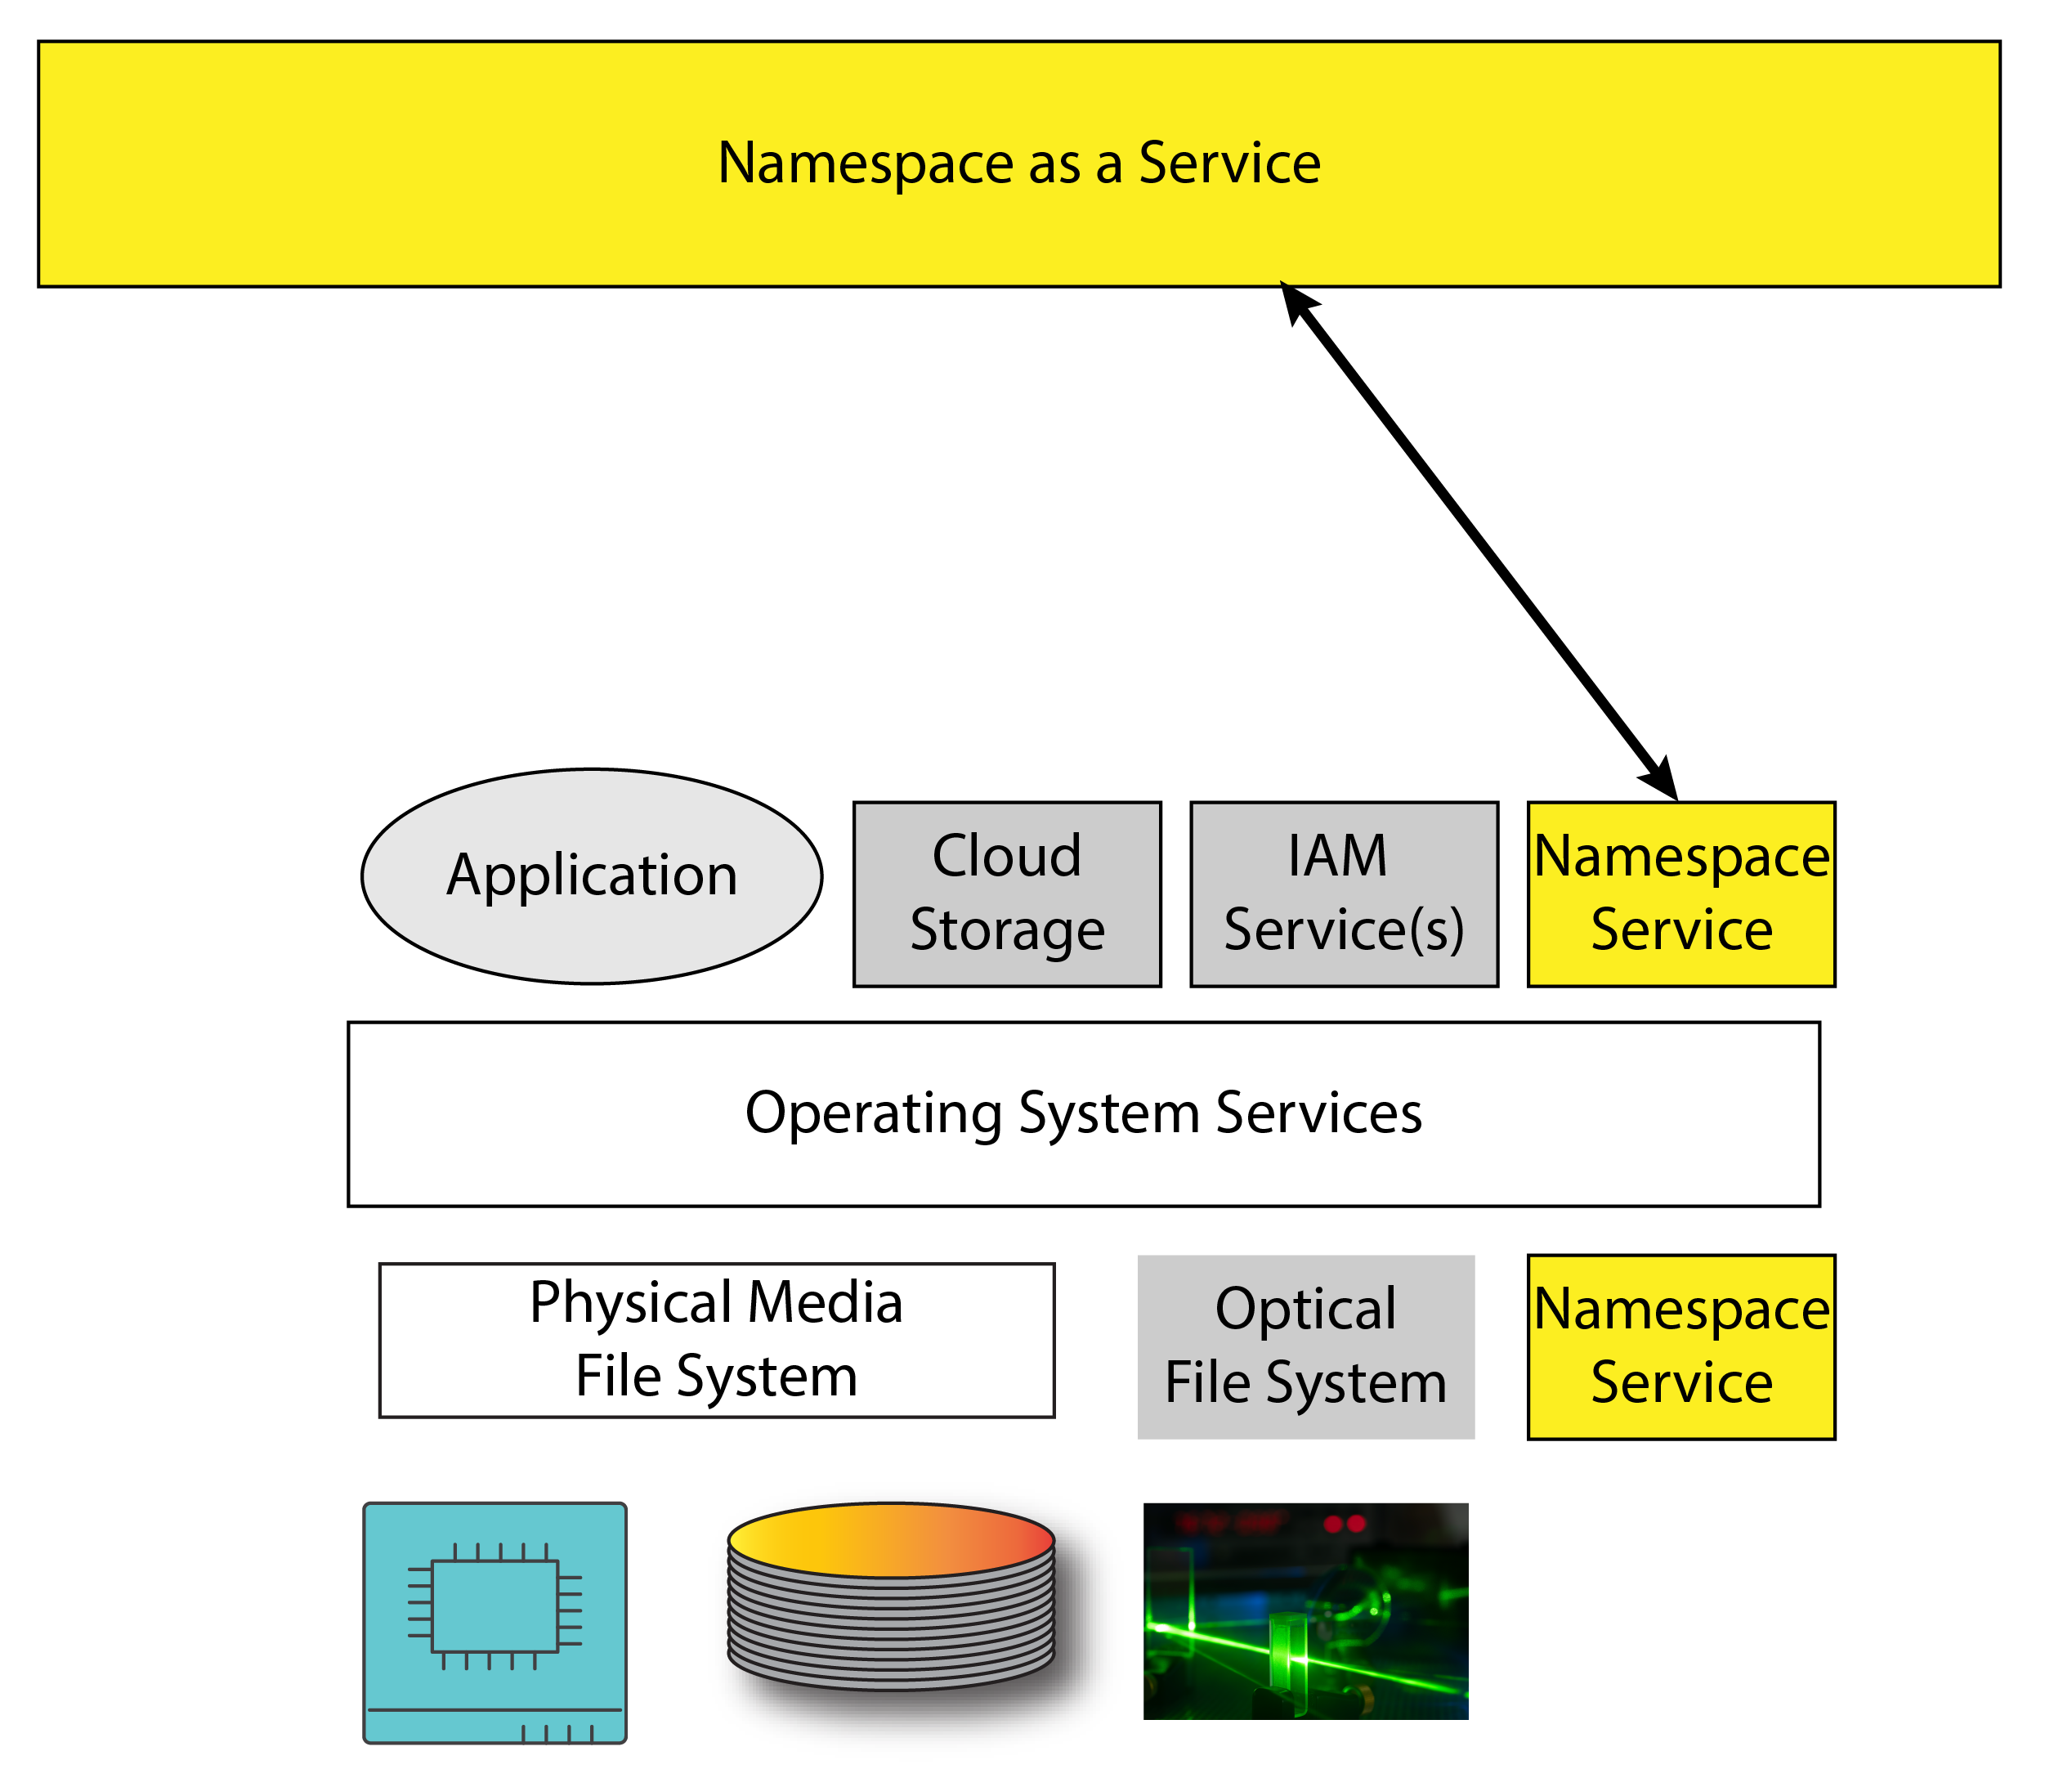 Namespace as a Service
Application
Cloud
Storage
IAM
Service(s)
Namespace
Service
Operating System Services
Physical Media
File System
Optical
File System
Namespace
Service